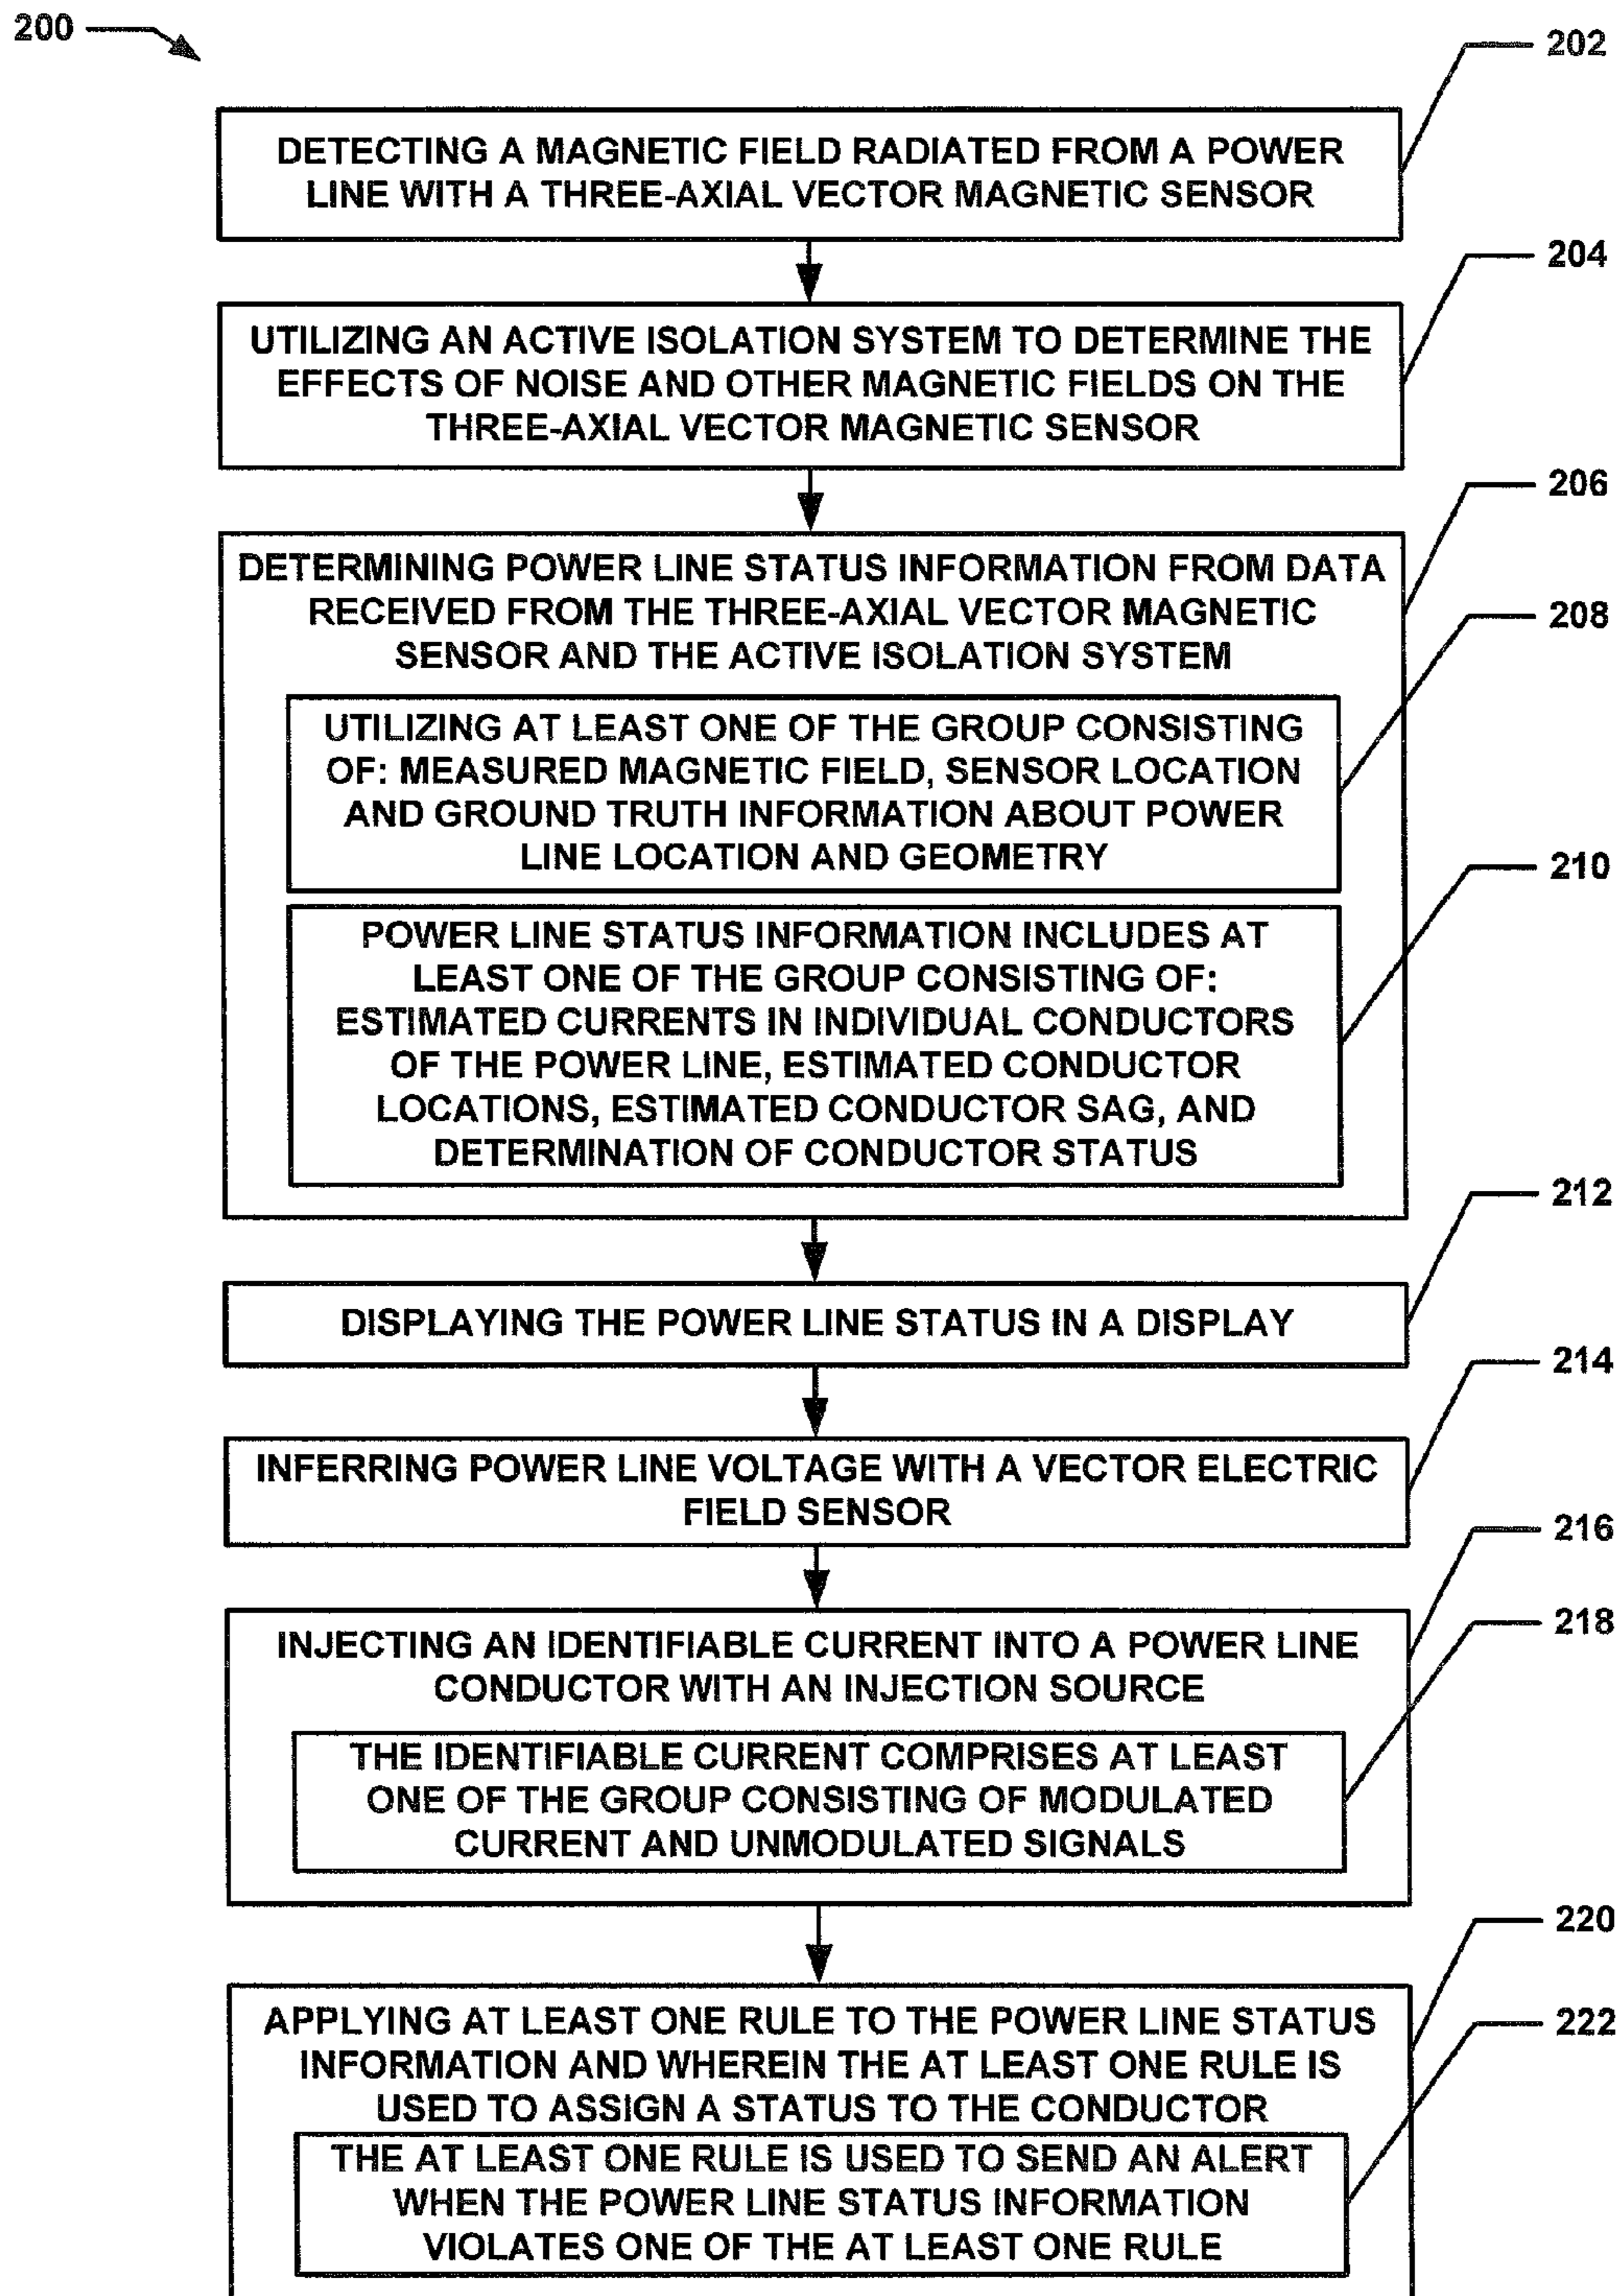 200
202
DETECTING A MAGNETIC FIELD RADIATED FROM A POWER
LINE WITH A THREE-AXIAL VECTOR MAGNETIC SENSOR
204
UTILIZING AN ACTIVE ISOLATION SYSTEM TO DETERMINE THE
EFFECTS OF NOISE AND OTHER MAGNETIC FIELDS ON THE
THREE-AXIAL VECTOR MAGNETIC SENSOR
206
DETERMINING POWER LINE STATUS INFORMATION FROM DATA
RECEIVED FROM THE THREE-AXIAL VECTOR MAGNETIC
SENSOR AND THE ACTIVE ISOLATION SYSTEM
208
UTILIZING AT LEAST ONE OF THE GROUP CONSISTING
OF: MEASURED MAGNETIC FIELD, SENSOR LOCATION
AND GROUND TRUTH INFORMATION ABOUT POWER
LINE LOCATION AND GEOMETRY
210
POWER LINE STATUS INFORMATION INCLUDES AT
LEAST ONE OF THE GROUP CONSISTING OF:
ESTIMATED CURRENTS IN INDIVIDUAL CONDUCTORS
OF THE POWER LINE, ESTIMATED CONDUCTOR
LOCATIONS, ESTIMATED CONDUCTOR SAG, AND
DETERMINATION OF CONDUCTOR STATUS
212
DISPLAYING THE POWER LINE STATUS IN A DISPLAY
214
INFERRING POWER LINE VOLTAGE WITH A VECTOR ELECTRIC
FIELD SENSOR
216
INJECTING AN IDENTIFIABLE CURRENT INTO A POWER LINE
CONDUCTOR WITH AN INJECTION SOURCE
218
THE IDENTIFIABLE CURRENT COMPRISES AT LEAST
ONE OF THE GROUP CONSISTING OF MODULATED
CURRENT AND UNMODULATED SIGNALS
220
APPLYING AT LEAST ONE RULE TO THE POWER LINE STATUS
INFORMATION AND WHEREIN THE AT LEAST ONE RULE IS
USED TO ASSIGN A STATUS TO THE CONDUCTOR
222
THE AT LEAST ONE RULE IS USED TO SEND AN ALERT
WHEN THE POWER LINE STATUS INFORMATION
VIOLATES ONE OF THE AT LEAST ONE RULE